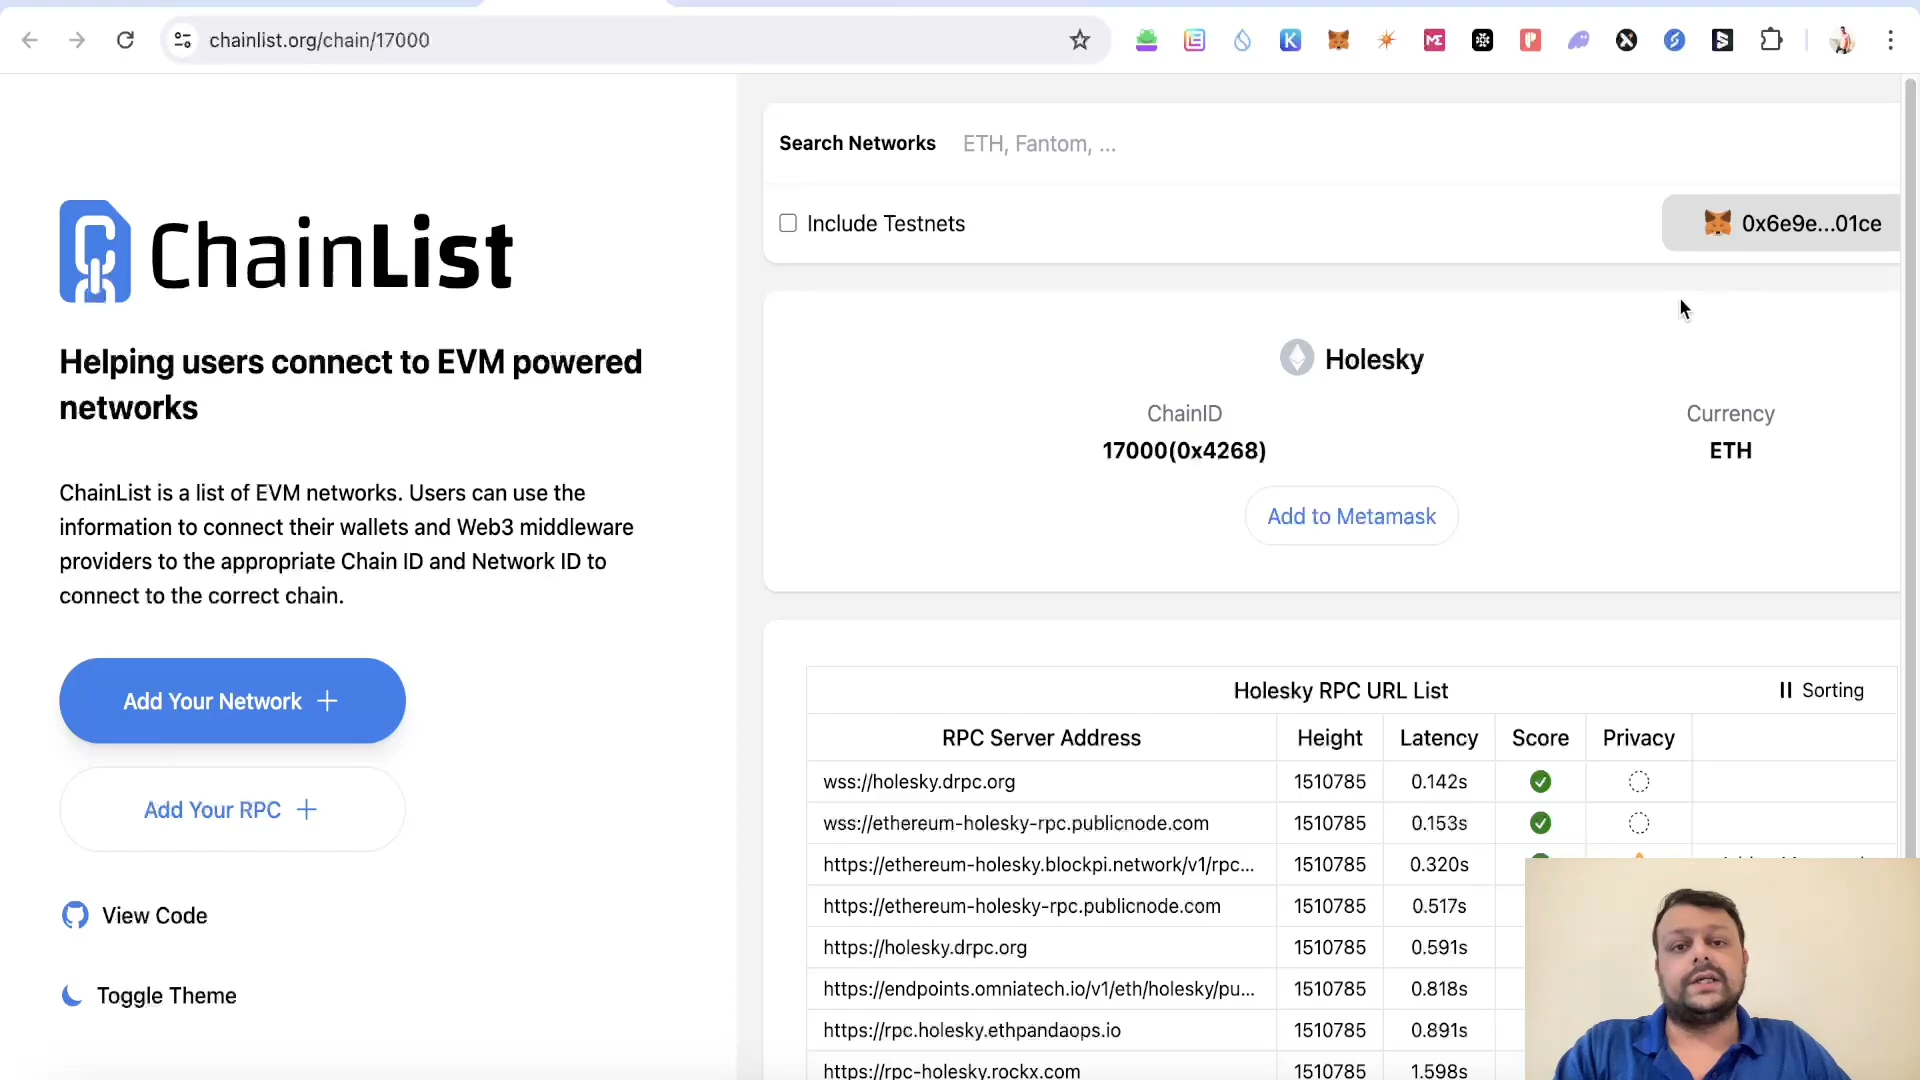 chainlist.org/chain/17000
ChainList
Helping users connect to EVM powered
networks
ChainList is a list of EVM networks. Users can use the
information to connect their wallets and Web3 middleware
providers to the appropriate Chain ID and Network ID to
connect to the correct chain.
Add Your Network
Add Your RPC
View Code
Toggle Theme
Search Networks ETH, Fantom, ...
Include Testnets
0x6e9e...01ce
Holesky
ChainID Currency
17000(0x4268) ETH
Add to Metamask
Holesky RPC URL List Sorting
RPC Server Address Height Latency Score Privacy
wss://holesky.drpc.org 1510785 0.142s
wss://ethereum-holesky-rpc.publicnode.com 1510785 0.153s
https://ethereum-holesky.blockpi.network/v1/rpc... 1510785 0.320s
https://ethereum-holesky-rpc.publicnode.com 1510785 0.517s
https://holesky.drpc.org 1510785 0.591s
https://endpoints.omniatech.io/v1/eth/holesky/pu... 1510785 0.818s
https://rpc.holesky.ethpandaops.io 1510785 0.891s
https://rpc-holesky.rockx.com 1510785 1.598s